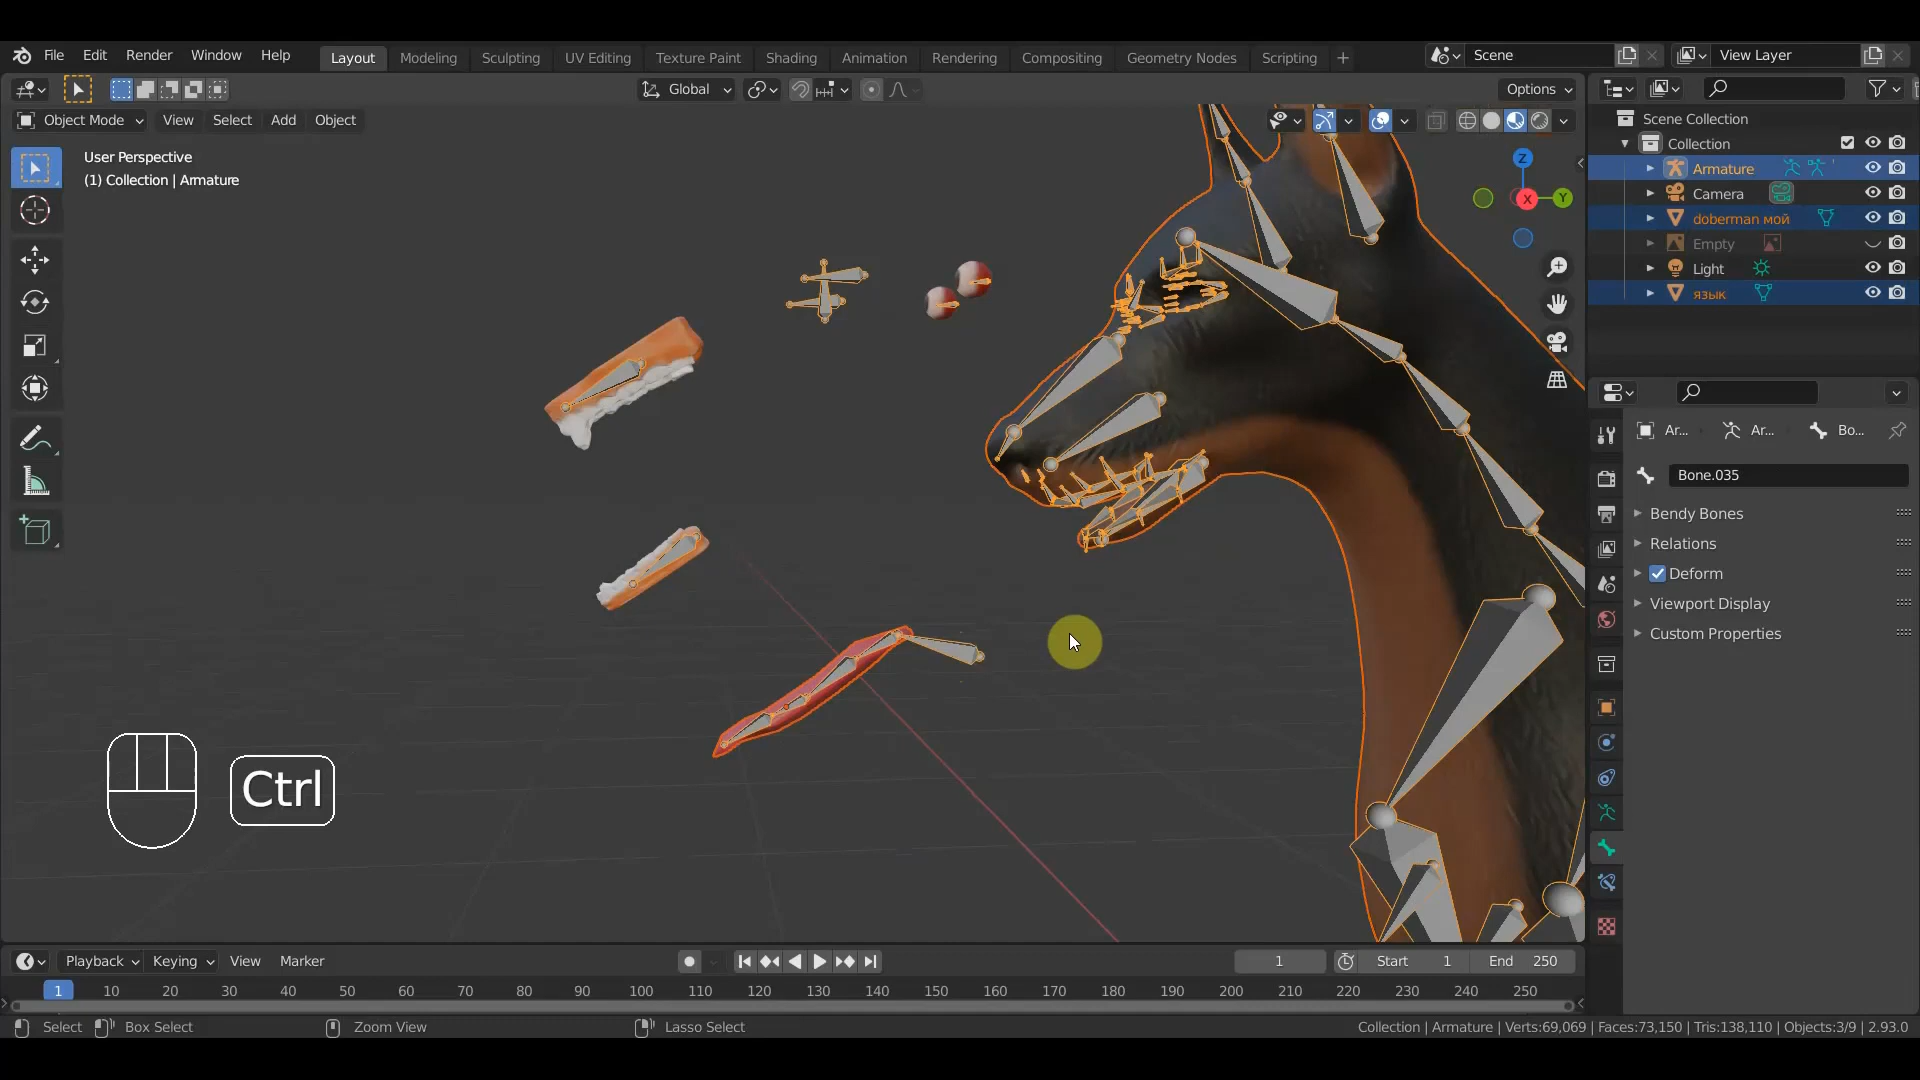 File Edit Render Window Help Layout Modeling Sculpting UV Editing Texture Paint Shading Animation Rendering Compositing Geometry Nodes Scripting + Scene View Layer
Global Options
Object Mode View Select Add Object
User Perspective
(1) Collection | Armature
Z
Y
X
Scene Collection
Collection
Armature
Camera
doberman мой
Empty
Light
язык
Ar... Ar... Bo...
Bone.035
Bendy Bones
Relations
Deform
Viewport Display
Custom Properties
Ctrl
Playback Keying View Marker 1 Start 1 End 250
1 10 20 30 40 50 60 70 80 90 100 110 120 130 140 150 160 170 180 190 200 210 220 230 240 250
Select Box Select Zoom View Lasso Select Collection | Armature | Verts:69,069 | Faces:73,150 | Tris:138,110 | Objects:3/9 | 2.93.0